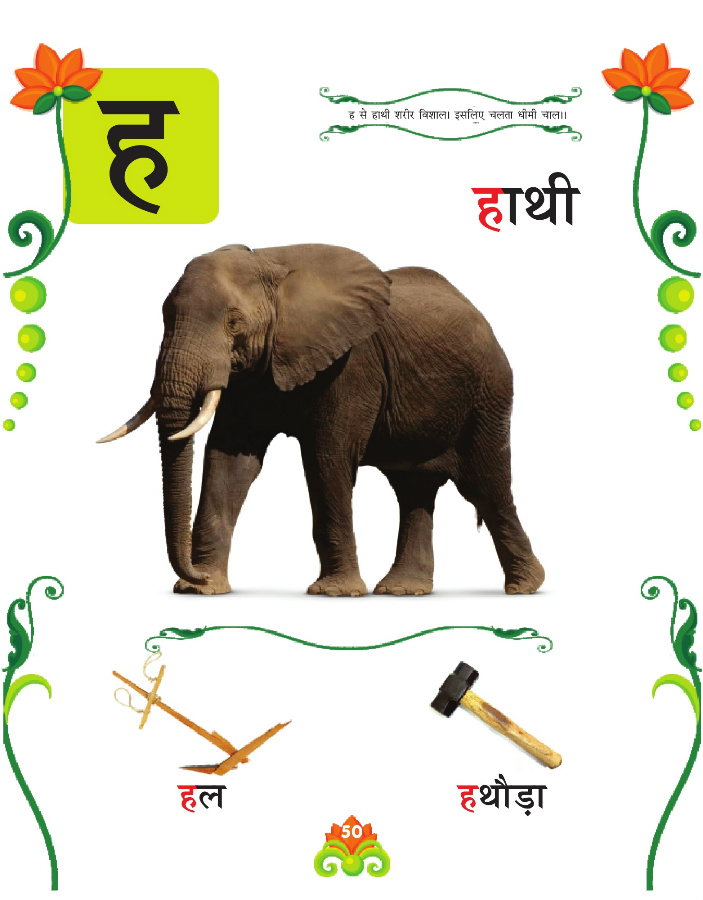 ह
ह से हाथी शरीर विशाल। इसलिए चलता धीमी चाल।।
हाथी
हल
हथौड़ा
50